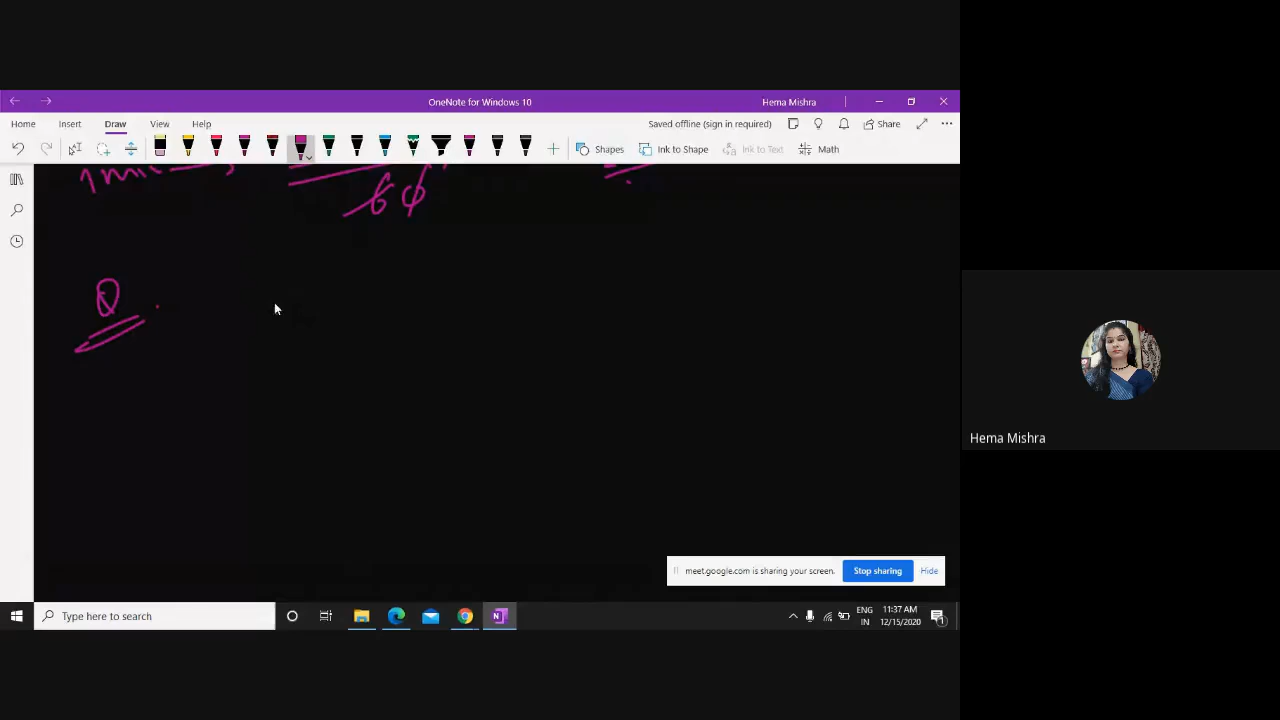 OneNote for Windows 10
Hema Mishra
Home Insert Draw View Help
Saved offline (sign in required)
Share
Shapes
Ink to Shape
Ink to Text
Math
60
Q
Hema Mishra
meet.google.com is sharing your screen.
Stop sharing
Hide
Type here to search
ENG
IN
11:37 AM
12/15/2020
1